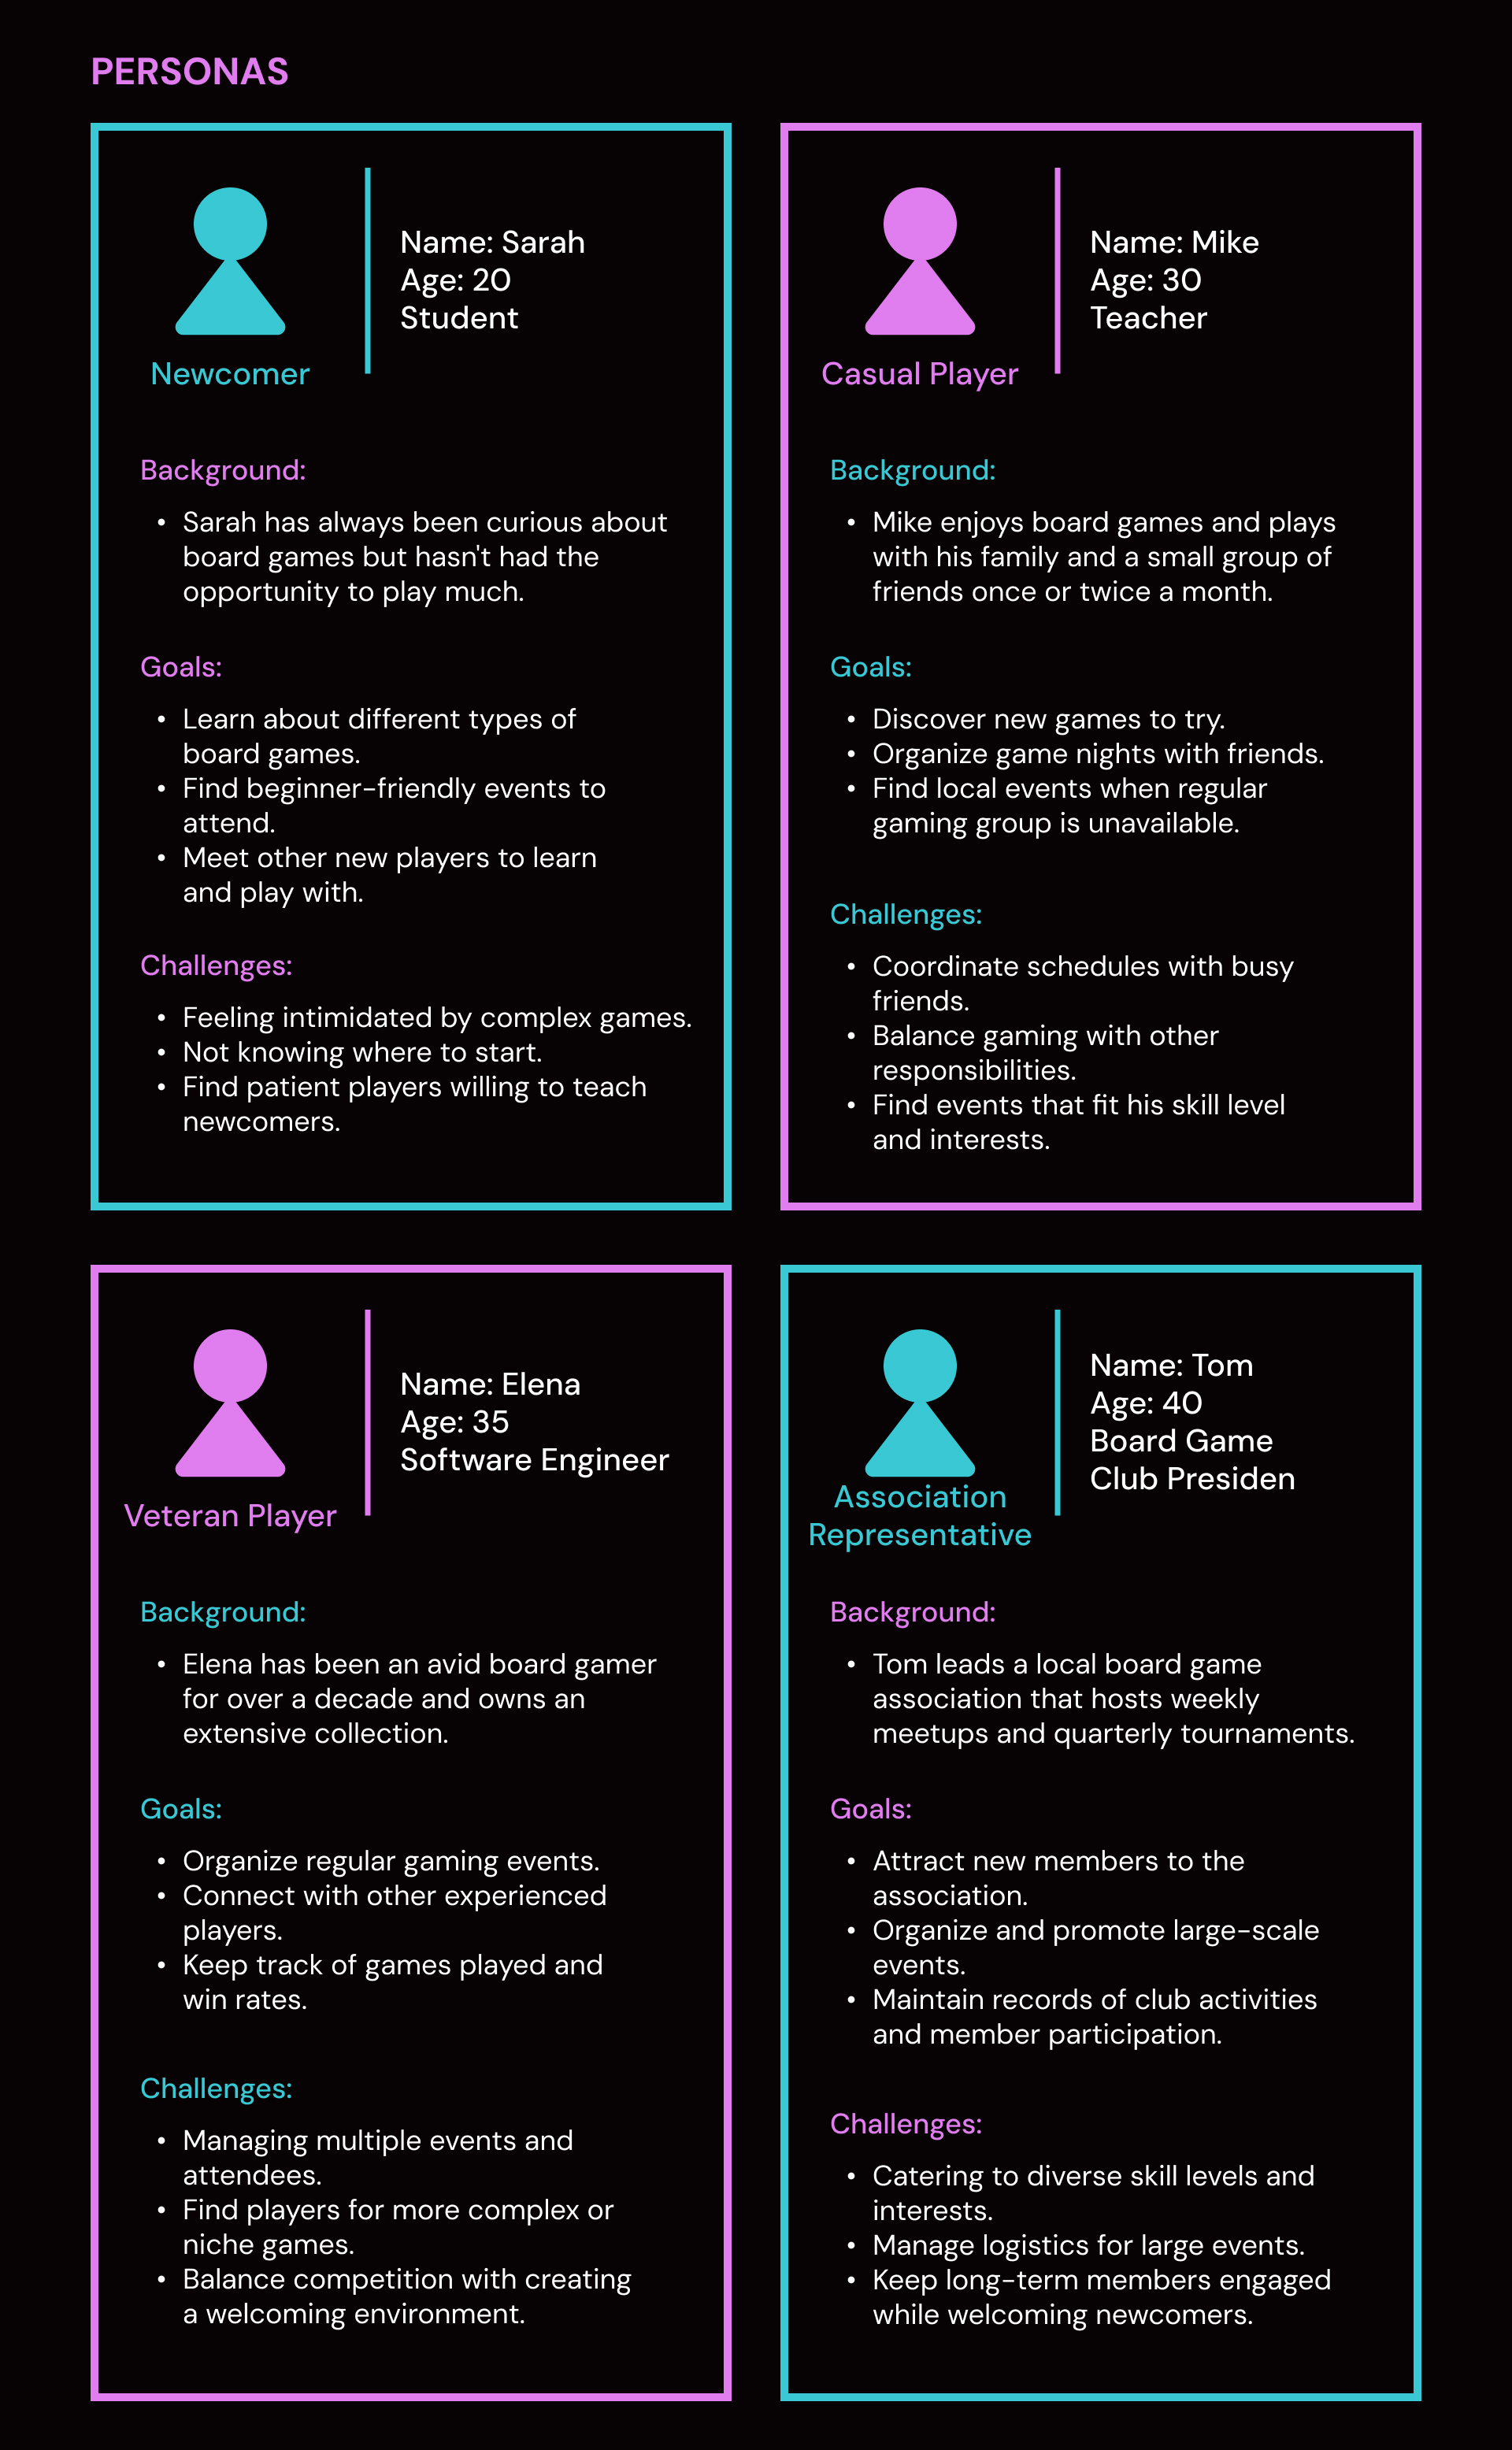 PERSONAS
Newcomer
Name: Sarah
Age: 20
Student
Background:
• Sarah has always been curious about
board games but hasn't had the
opportunity to play much.
Goals:
• Learn about different types of
board games.
• Find beginner-friendly events to
attend.
• Meet other new players to learn
and play with.
Challenges:
• Feeling intimidated by complex games.
• Not knowing where to start.
• Find patient players willing to teach
newcomers.
Casual Player
Name: Mike
Age: 30
Teacher
Background:
• Mike enjoys board games and plays
with his family and a small group of
friends once or twice a month.
Goals:
• Discover new games to try.
• Organize game nights with friends.
• Find local events when regular
gaming group is unavailable.
Challenges:
• Coordinate schedules with busy
friends.
• Balance gaming with other
responsibilities.
• Find events that fit his skill level
and interests.
Veteran Player
Name: Elena
Age: 35
Software Engineer
Background:
• Elena has been an avid board gamer
for over a decade and owns an
extensive collection.
Goals:
• Organize regular gaming events.
• Connect with other experienced
players.
• Keep track of games played and
win rates.
Challenges:
• Managing multiple events and
attendees.
• Find players for more complex or
niche games.
• Balance competition with creating
a welcoming environment.
Association
Representative
Name: Tom
Age: 40
Board Game
Club Presiden
Background:
• Tom leads a local board game
association that hosts weekly
meetups and quarterly tournaments.
Goals:
• Attract new members to the
association.
• Organize and promote large-scale
events.
• Maintain records of club activities
and member participation.
Challenges:
• Catering to diverse skill levels and
interests.
• Manage logistics for large events.
• Keep long-term members engaged
while welcoming newcomers.